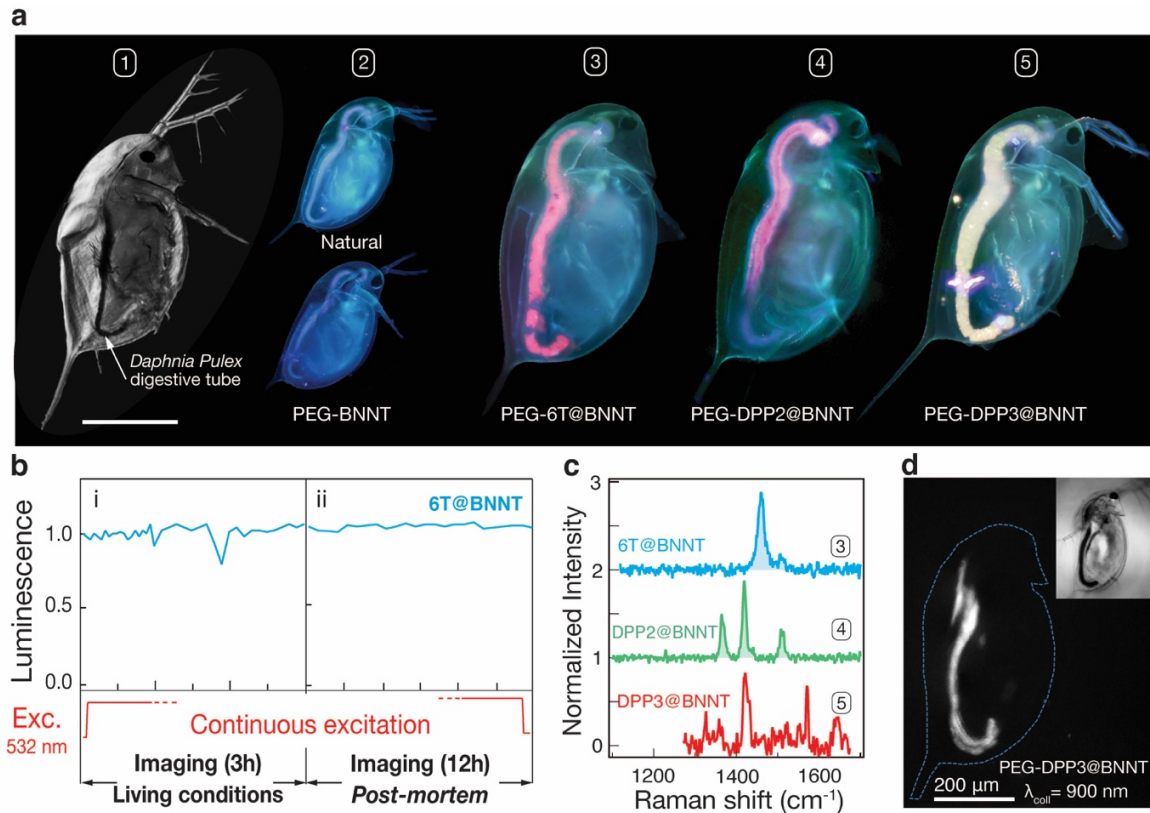 a
1
2
3
4
5
Natural
Daphnia Pulex
digestive tube
PEG-BNNT
PEG-6T@BNNT
PEG-DPP2@BNNT
PEG-DPP3@BNNT
b
i
ii
6T@BNNT
Luminescence
1.0
0.5
0.0
Exc.
532 nm
Continuous excitation
Imaging (3h)
Imaging (12h)
Living conditions
Post-mortem
c
Normalized Intensity
3
2
1
0
6T@BNNT
3
DPP2@BNNT
4
DPP3@BNNT
5
1200
1400
1600
Raman shift (cm⁻¹)
d
PEG-DPP3@BNNT
200 μm
λcoll = 900 nm